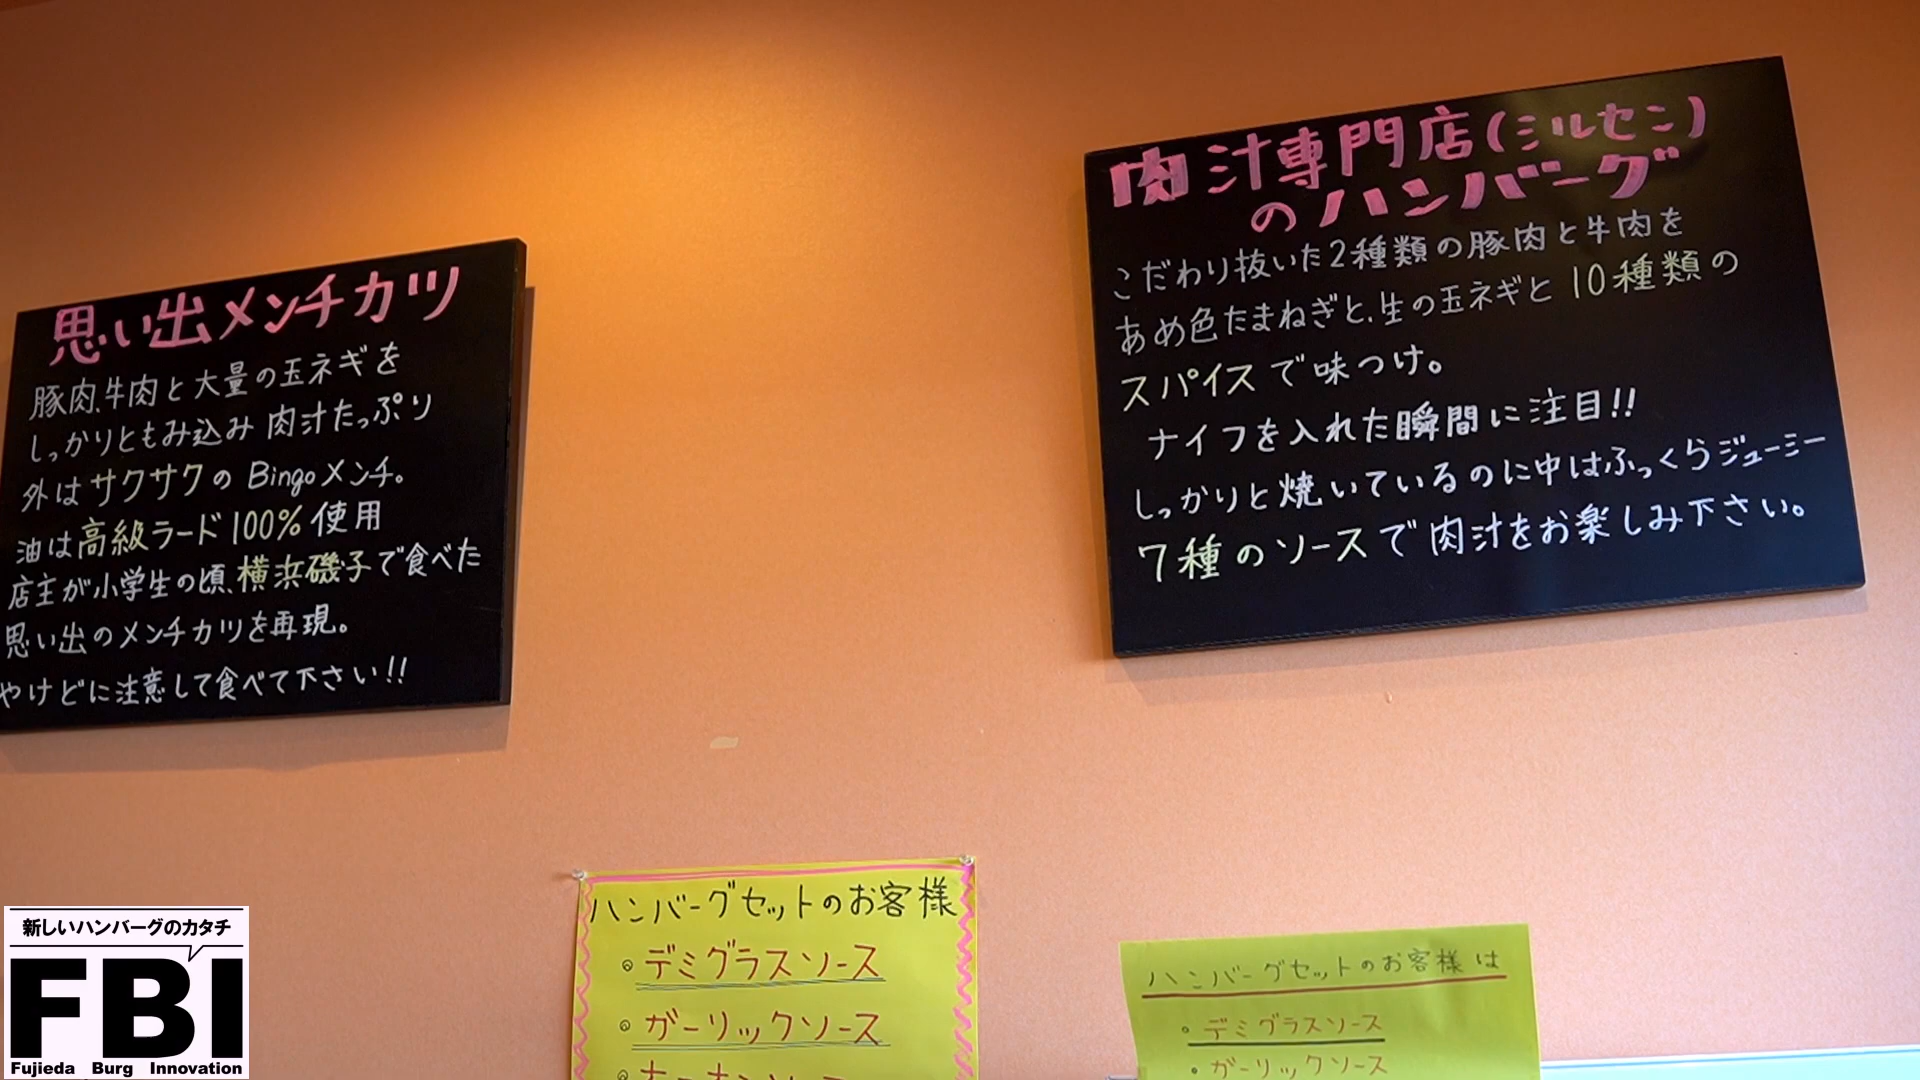 思い出メンチカツ
豚肉、牛肉と大量の玉ネギを
しっかりともみ込み肉汁たっぷり
外はサクサクのBingoメンチ。
油は高級ラード100%使用
店主が小学生の頃、横浜磯子で食べた
思い出のメンチカツを再現。
やけどに注意して食べて下さい!!
肉汁専門店(ミルセン)
のハンバーグ
こだわり抜いた2種類の豚肉と牛肉を
あめ色たまねぎと、生の玉ネギと10種類の
スパイスで味つけ。
ナイフを入れた瞬間に注目!!
しっかりと焼いているのに中はふっくらジューシー
7種のソースで肉汁をお楽しみ下さい。
ハンバーグセットのお客様
デミグラスソース
ガーリックソース
ハンバーグセットのお客様は
デミグラスソース
ガーリックソース
新しいハンバーグのカタチ
FBI
Fujieda Burg Innovation